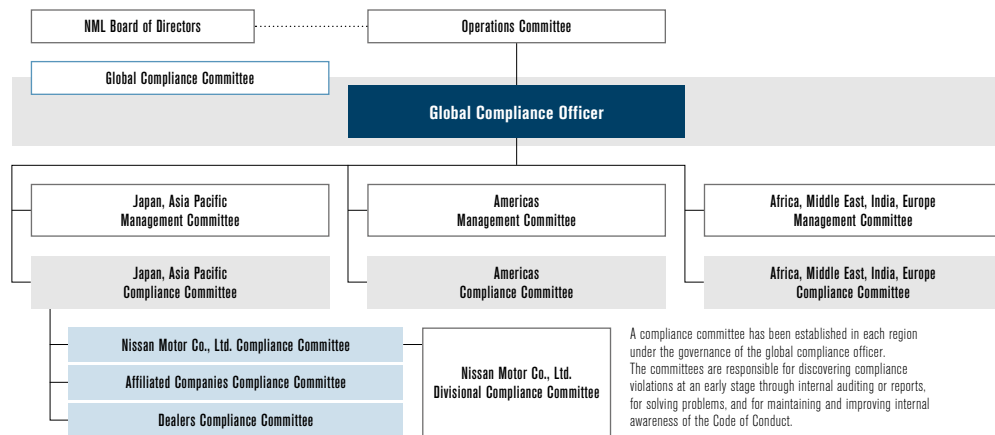 NML Board of Directors
Operations Committee
Global Compliance Committee
Global Compliance Officer
Japan, Asia Pacific
Management Committee
Americas
Management Committee
Africa, Middle East, India, Europe
Management Committee
Japan, Asia Pacific
Compliance Committee
Americas
Compliance Committee
Africa, Middle East, India, Europe
Compliance Committee
Nissan Motor Co., Ltd. Compliance Committee
Affiliated Companies Compliance Committee
Dealers Compliance Committee
Nissan Motor Co., Ltd.
Divisional Compliance Committee
A compliance committee has been established in each region
under the governance of the global compliance officer.
The committees are responsible for discovering compliance
violations at an early stage through internal auditing or reports,
for solving problems, and for maintaining and improving internal
awareness of the Code of Conduct.